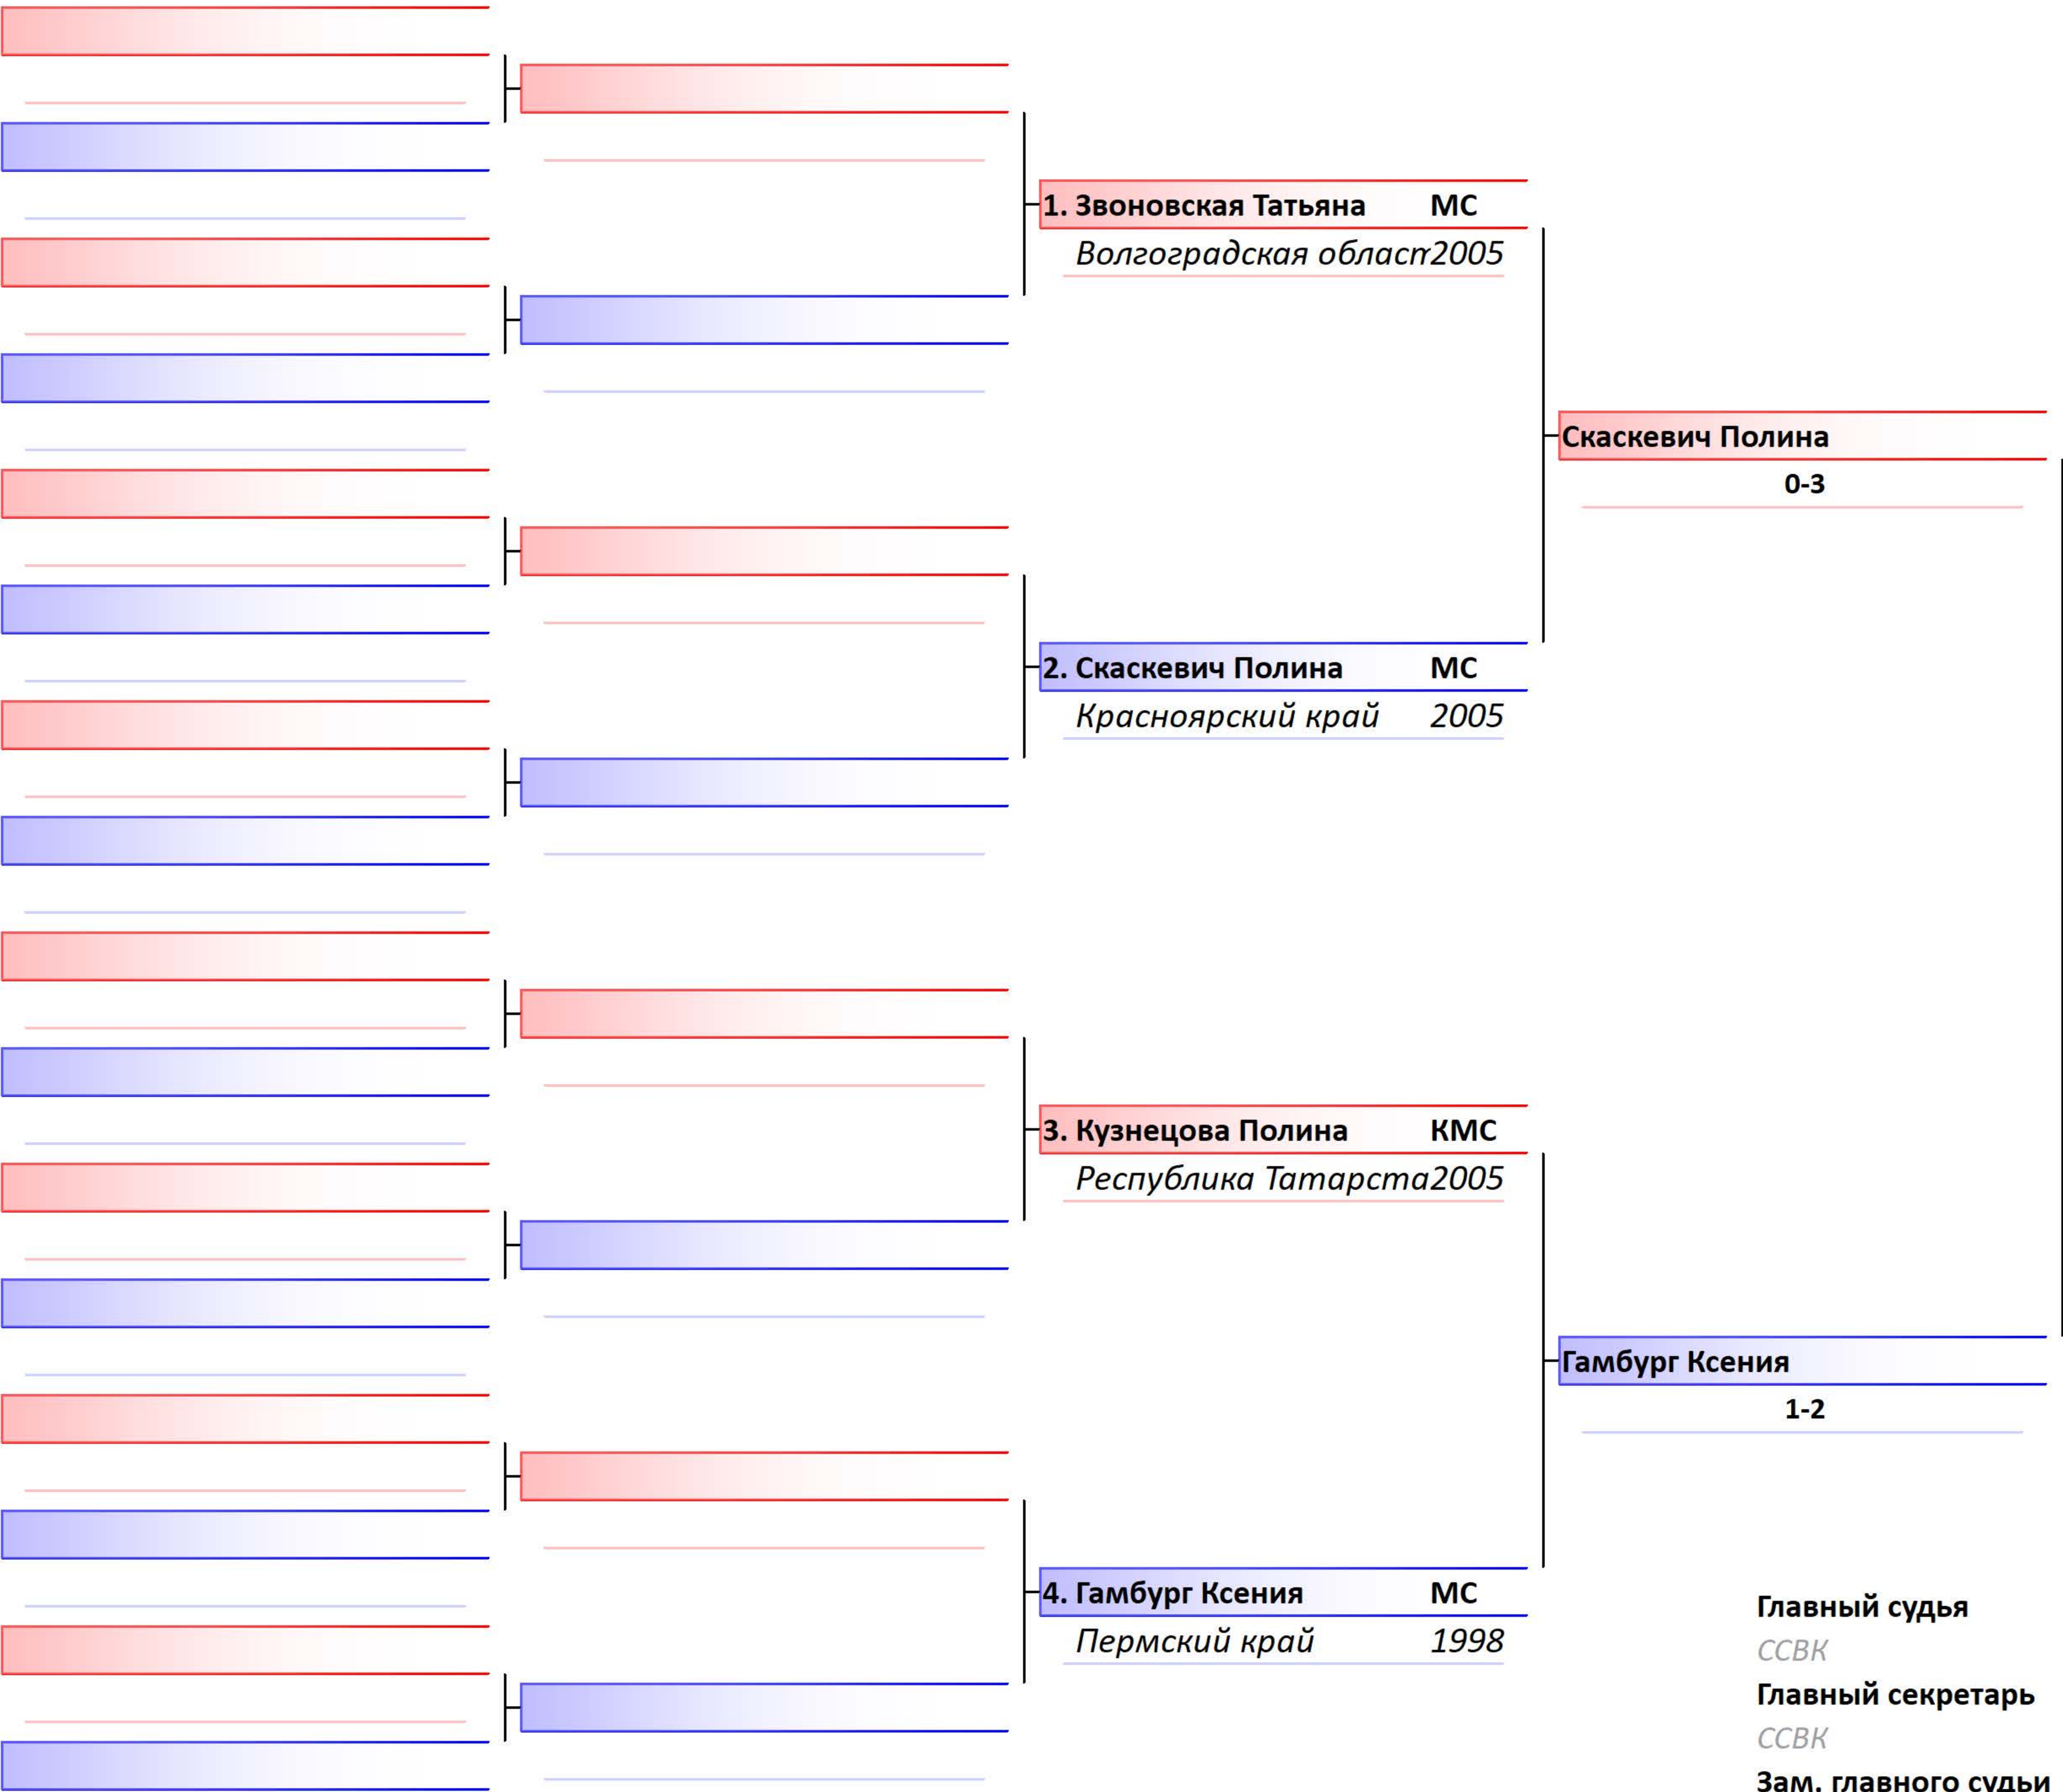 1. Звоновская Татьяна МС
Волгоградская област2005
Скаскевич Полина
0-3
2. Скаскевич Полина МС
Красноярский край 2005
3. Кузнецова Полина КМС
Республика Татарста2005
Гамбург Ксения
1-2
4. Гамбург Ксения МС
Пермский край 1998
Главный судья
ССВК
Главный секретарь
ССВК
Зам. главного судьи